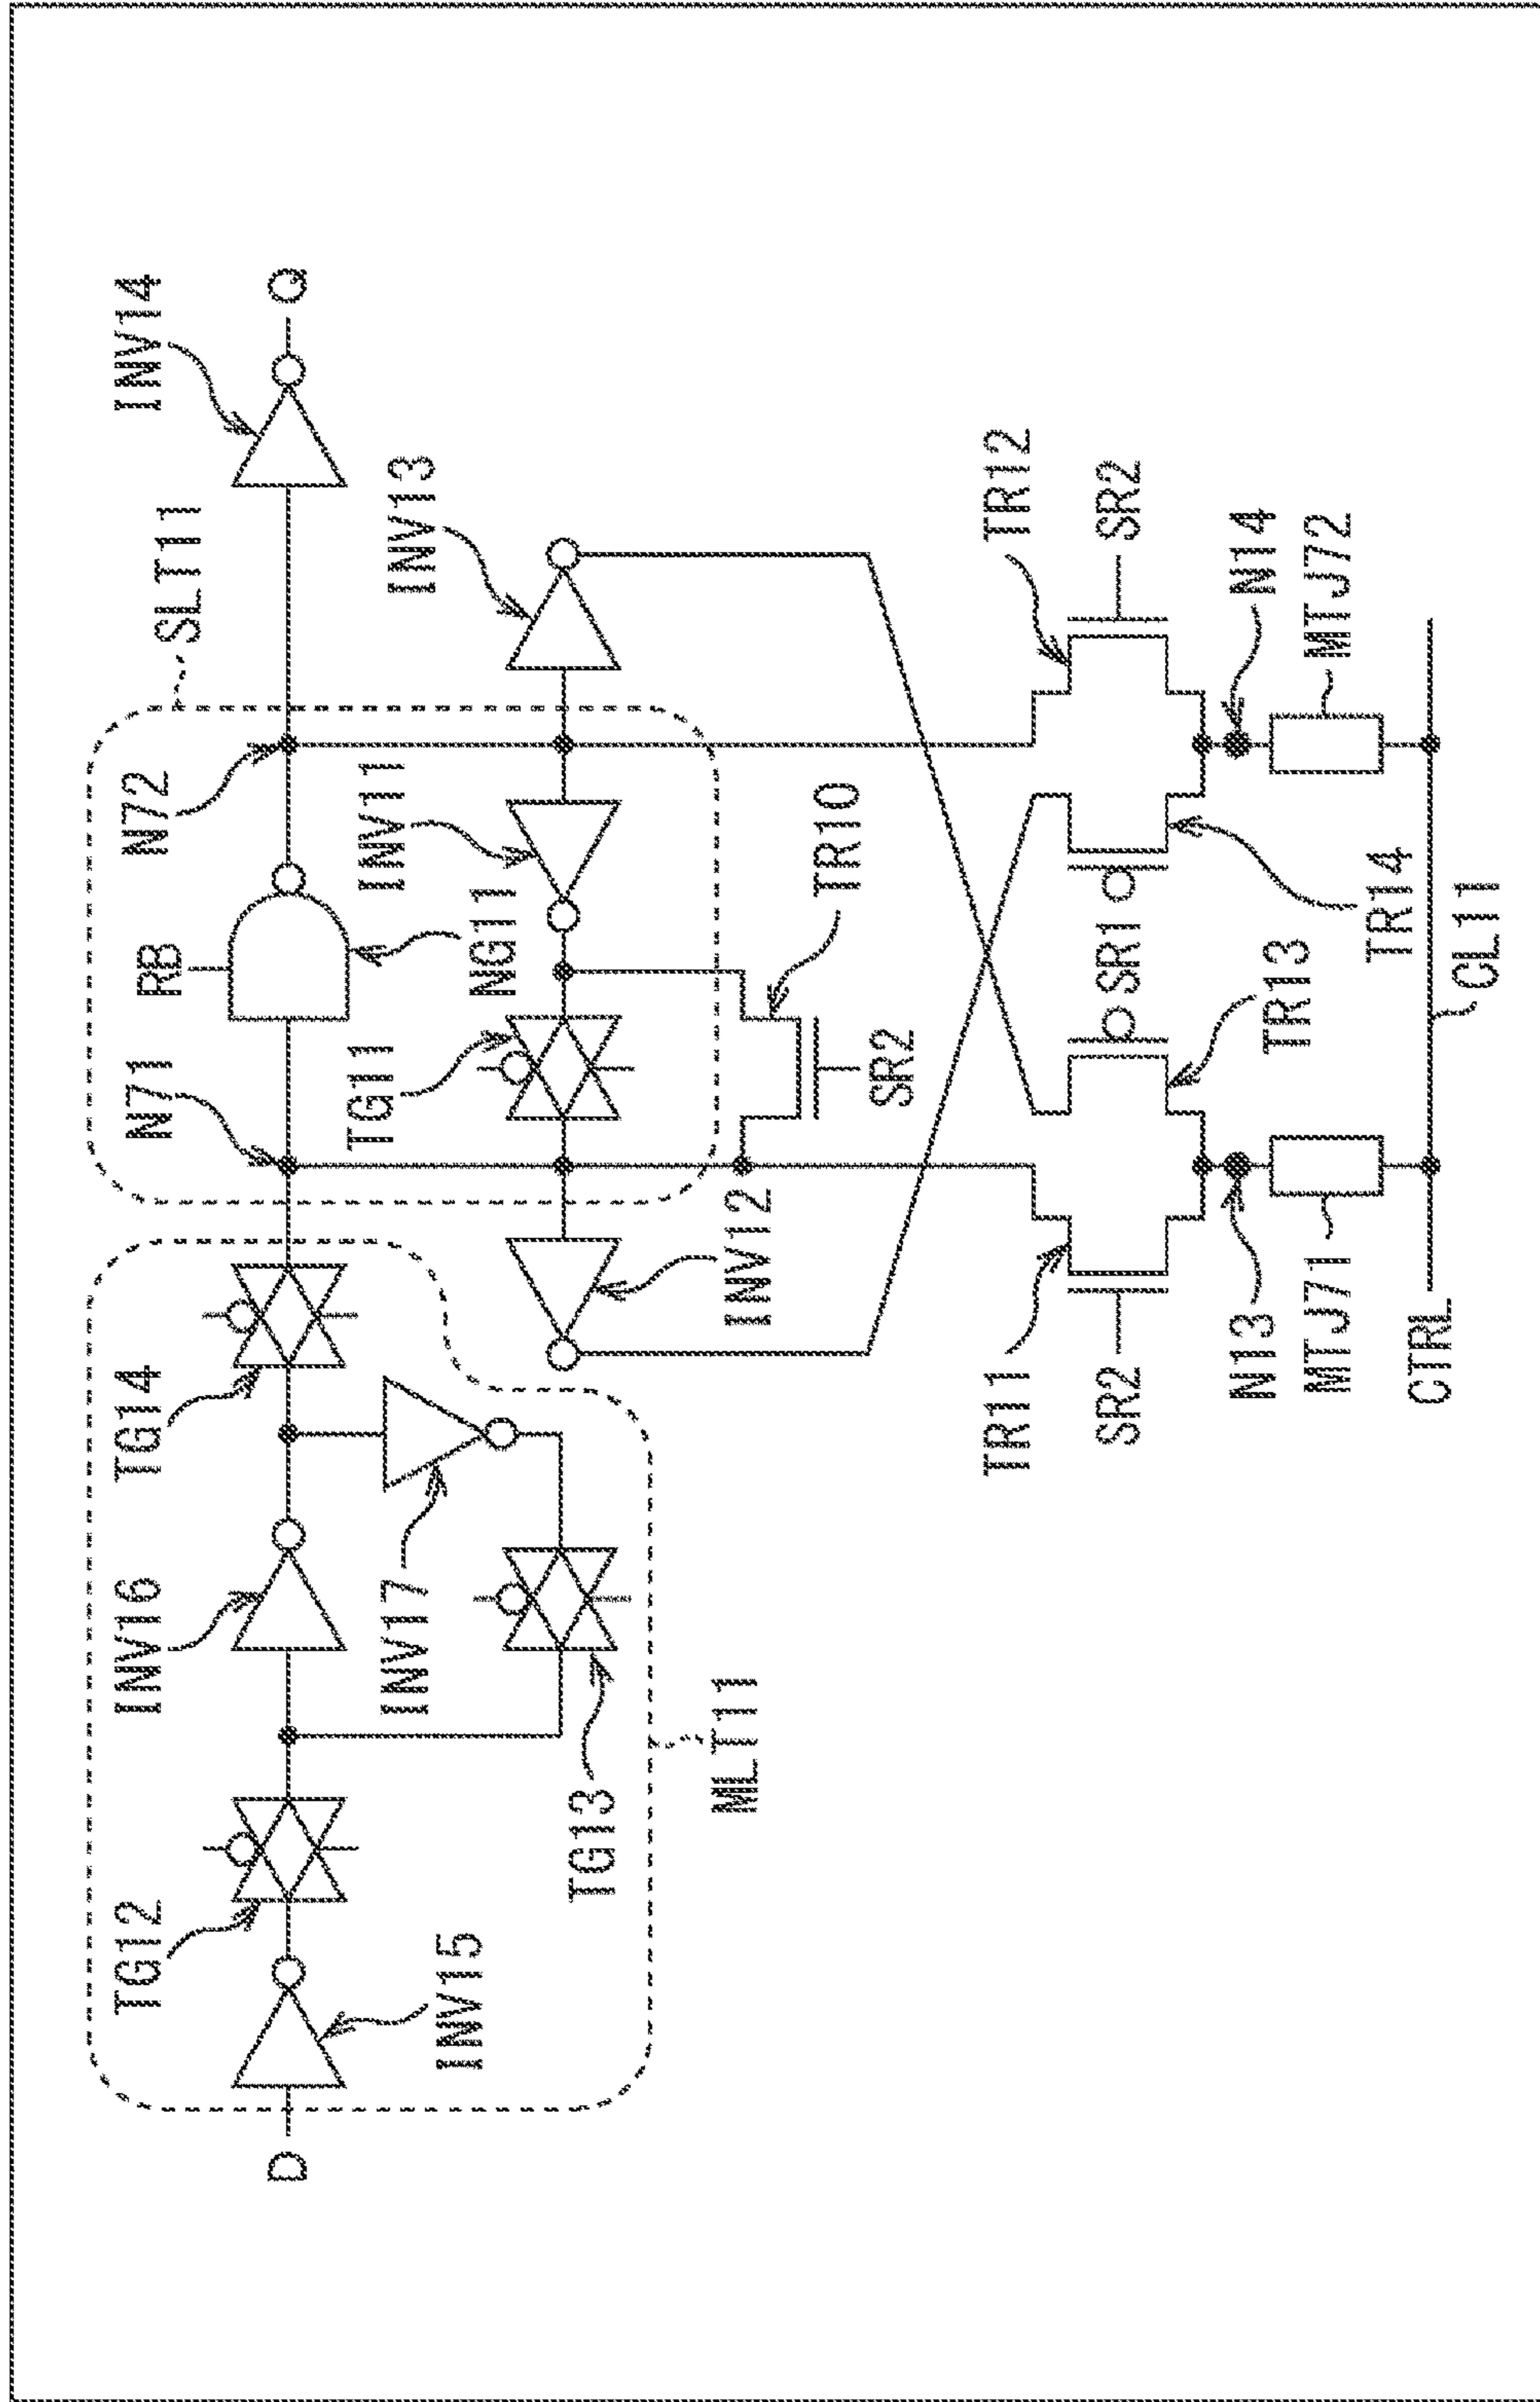 INV14
Q
SLT11
INV13
N72
RB
N71
INV11
NG11
TG11
TR10
SR2
TG14
INV16
TG12
INV17
INV12
INV15
TG13
D
MLT11
TR12
SR2
N14
MTJ72
TR14
SR1
TR13
CL11
TR11
SR2
N13
MTJ71
CTRL